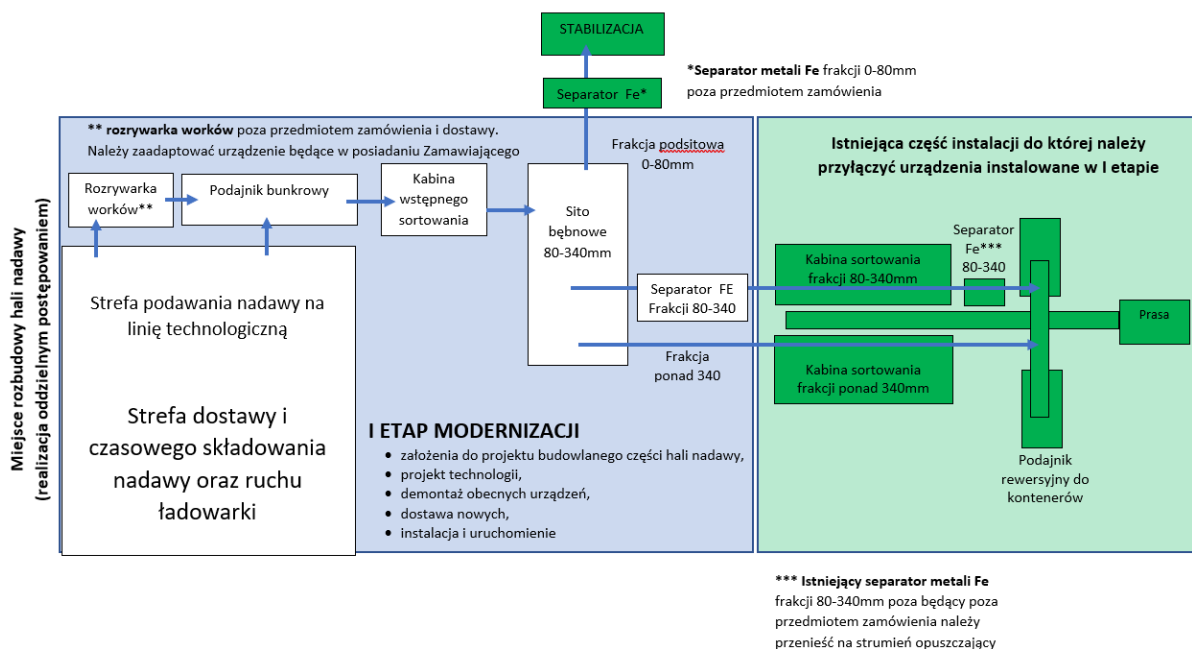 STABILIZACJA
*Separator metali Fe frakcji 0-80mm
poza przedmiotem zamówienia
Separator Fe*
** rozrywarka worków poza przedmiotem zamówienia i dostawy.
Należy zaadaptować urządzenie będące w posiadaniu Zamawiającego
Frakcja podsitowa
0-80mm
Istniejąca część instalacji do której należy
przyłączyć urządzenia instalowane w I etapie
Rozrywarka
worków**
Podajnik bunkrowy
Kabina
wstępnego
sortowania
Sito
bębnowe
80-340mm
Separator
Fe***
80-340
Kabina sortowania
frakcji 80-340mm
Separator FE
Frakcji 80-340
Prasa
Strefa podawania nadawy na
linię technologiczną
Frakcja
ponad 340
Kabina sortowania
frakcji ponad 340mm
Miejsce rozbudowy hali nadawy
(realizacja oddzielnym postępowaniem)
Strefa dostawy i
czasowego składowania
nadawy oraz ruchu
ładowarki
I ETAP MODERNIZACJI
• założenia do projektu budowlanego części hali nadawy,
• projekt technologii,
• demontaż obecnych urządzeń,
• dostawa nowych,
• instalacja i uruchomienie
Podajnik
rewersyjny do
kontenerów
*** Istniejący separator metali Fe
frakcji 80-340mm poza będący poza
przedmiotem zamówienia należy
przenieść na strumień opuszczający